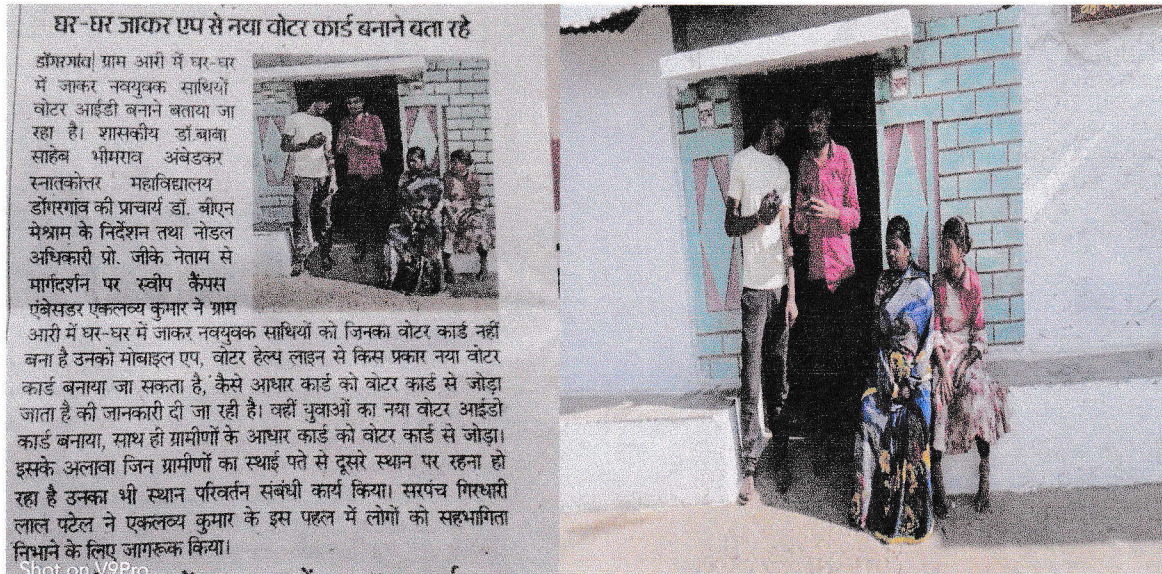 घर-घर जाकर एप से नया वोटर कार्ड बनाने बता रहे
डोंगरगांव| ग्राम आरी में घर-घर
में जाकर नवयुवक साथियों
वोटर आईडी बनाने बताया जा
रहा है। शासकीय डॉ बाबा
साहेब भीमराव अंबेडकर
स्नातकोत्तर महाविद्यालय
डोंगरगांव की प्राचार्य डॉ. बीएन
मेश्राम के निर्देशन तथा नोडल
अधिकारी प्रो. जीके नेताम से
मार्गदर्शन पर स्वीप कैंपस
एंबेसडर एकलव्य कुमार ने ग्राम
आरी में घर-घर में जाकर नवयुवक साथियों को जिनका वोटर कार्ड नहीं
बना है उनको मोबाइल एप, वोटर हेल्प लाइन से किस प्रकार नया वोटर
कार्ड बनाया जा सकता है, कैसे आधार कार्ड को वोटर कार्ड से जोड़ा
जाता है की जानकारी दी जा रही है। वहीं युवाओं का नया वोटर आईडी
कार्ड बनाया, साथ ही ग्रामीणों के आधार कार्ड को वोटर कार्ड से जोड़ा।
इसके अलावा जिन ग्रामीणों का स्थाई पते से दूसरे स्थान पर रहना हो
रहा है उनका भी स्थान परिवर्तन संबंधी कार्य किया। सरपंच गिरधारी
लाल पटेल ने एकलव्य कुमार के इस पहल में लोगों को सहभागिता
निभाने के लिए जागरूक किया।
Shot on V9Pro